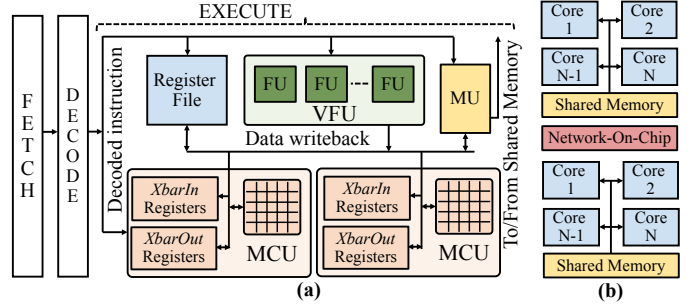 EXECUTE
FETCH
DECODE
Decoded instruction
Register
File
FU
FU
FU
VFU
MU
Data writeback
To/From Shared Memory
XbarIn
Registers
XbarOut
Registers
MCU
XbarIn
Registers
XbarOut
Registers
MCU
(a)
Core
1
Core
2
Core
N-1
Core
N
Shared Memory
Network-On-Chip
Core
1
Core
2
Core
N-1
Core
N
Shared Memory
(b)